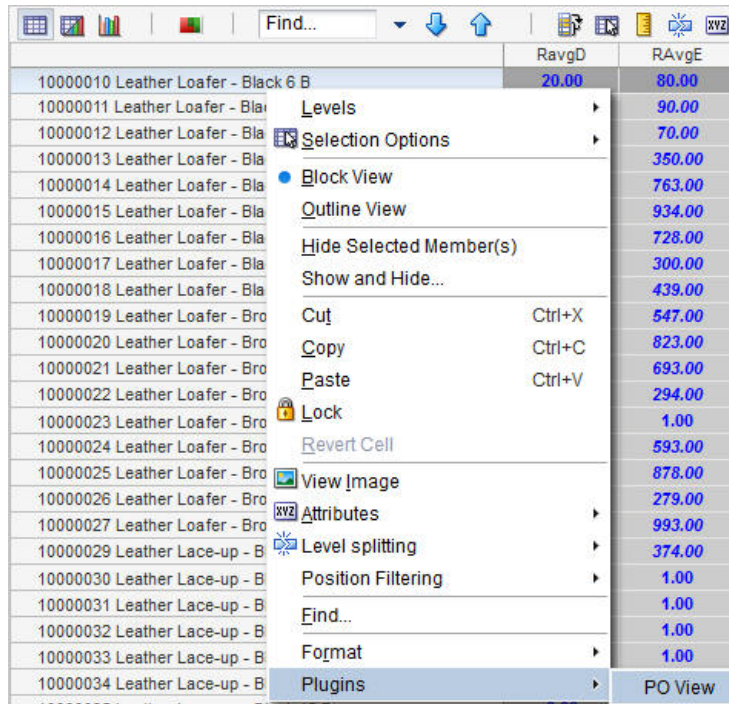 Find...
XYZ
RavgD RAvgE
10000010 Leather Loafer - Black 6 B 20.00 80.00
10000011 Leather Loafer - Blac Levels 90.00
10000012 Leather Loafer - Bla Selection Options 70.00
10000013 Leather Loafer - Bla 350.00
10000014 Leather Loafer - Bla Block View 763.00
10000015 Leather Loafer - Bla Outline View 934.00
10000016 Leather Loafer - Bla Hide Selected Member(s) 728.00
10000017 Leather Loafer - Bla Show and Hide... 300.00
10000018 Leather Loafer - Bla 439.00
10000019 Leather Loafer - Bro Cut Ctrl+X 547.00
10000020 Leather Loafer - Bro Copy Ctrl+C 823.00
10000021 Leather Loafer - Bro Paste Ctrl+V 693.00
10000022 Leather Loafer - Bro 294.00
10000023 Leather Loafer - Bro Lock 1.00
10000024 Leather Loafer - Bro Revert Cell 593.00
10000025 Leather Loafer - Bro View Image 878.00
10000026 Leather Loafer - Bro XYZ Attributes 279.00
10000027 Leather Loafer - Bro 993.00
10000029 Leather Lace-up - B Level splitting 374.00
10000030 Leather Lace-up - B Position Filtering 1.00
10000031 Leather Lace-up - B Find... 1.00
10000032 Leather Lace-up - B 1.00
10000033 Leather Lace-up - B Format 1.00
10000034 Leather Lace-up - B Plugins PO View